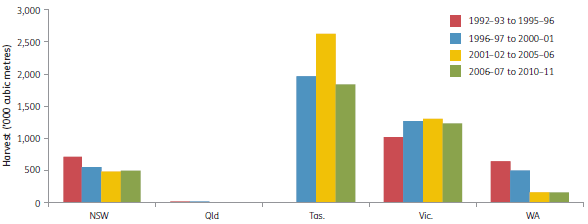 Harvest ('000 cubic metres)
3,000
2,500
2,000
1,500
1,000
500
0
NSW
Qld
Tas.
Vic.
WA
1992–93 to 1995–96
1996–97 to 2000–01
2001–02 to 2005–06
2006–07 to 2010–11